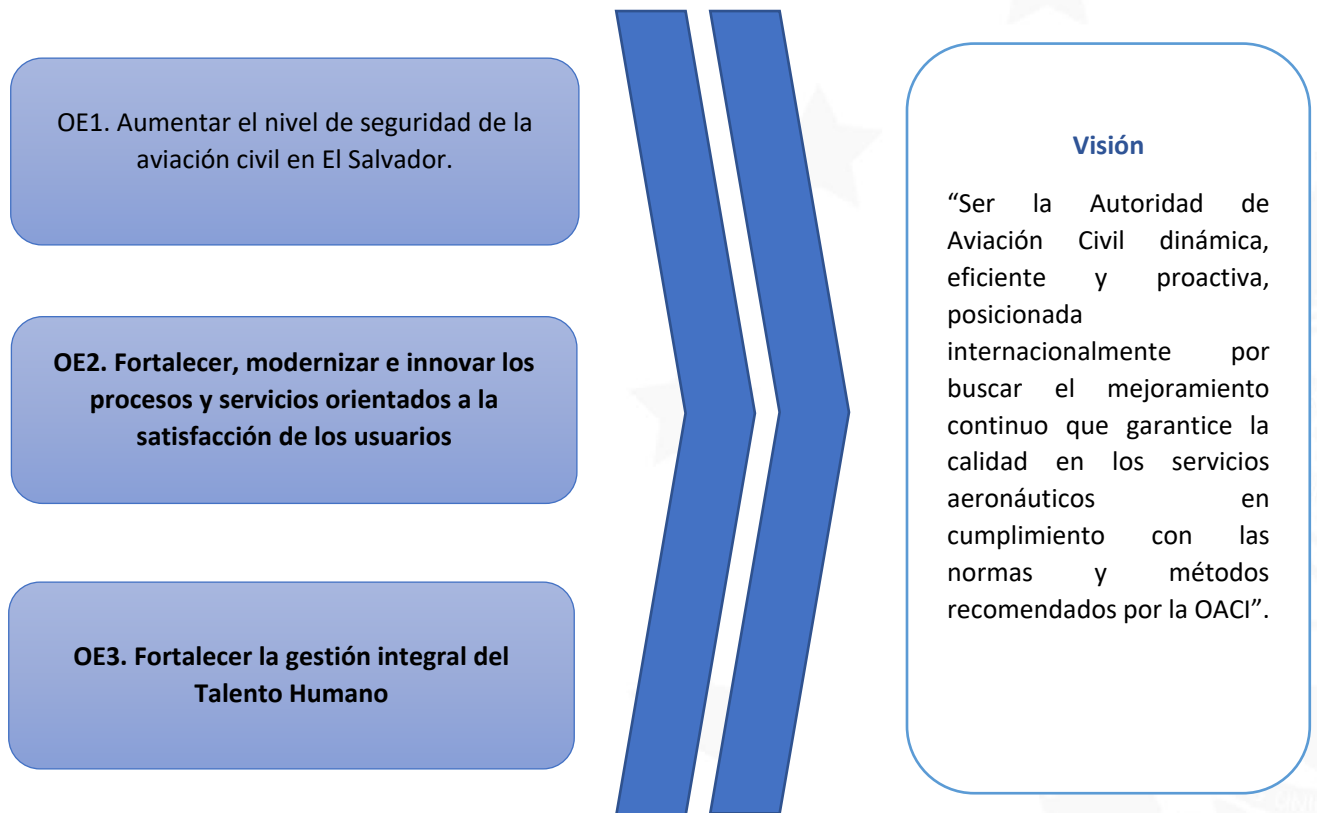 OE1. Aumentar el nivel de seguridad de la
aviación civil en El Salvador.
OE2. Fortalecer, modernizar e innovar los
procesos y servicios orientados a la
satisfacción de los usuarios
OE3. Fortalecer la gestión integral del
Talento Humano
Visión
“Ser la Autoridad de
Aviación Civil dinámica,
eficiente y proactiva,
posicionada
internacionalmente por
buscar el mejoramiento
continuo que garantice la
calidad en los servicios
aeronáuticos en
cumplimiento con las
normas y métodos
recomendados por la OACI”.